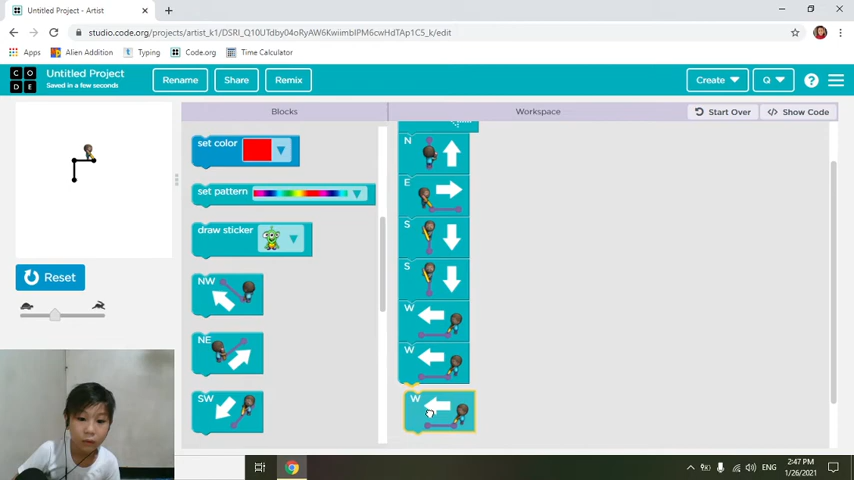 Untitled Project - Artist
studio.code.org/projects/artist_k1/DSRI_Q10UTdby04oRyAW6KwiimbIPM6cwHdTAp1C5_k/edit
Apps
Alien Addition
Typing
Code.org
Time Calculator
C O D E
Untitled Project
Saved in a few seconds
Rename
Share
Remix
Create
Q
?
Blocks
Workspace
Start Over
Show Code
set color
set pattern
draw sticker
NW
NE
SW
N
E
S
S
W
W
W
Reset
ENG
2:47 PM
1/26/2021